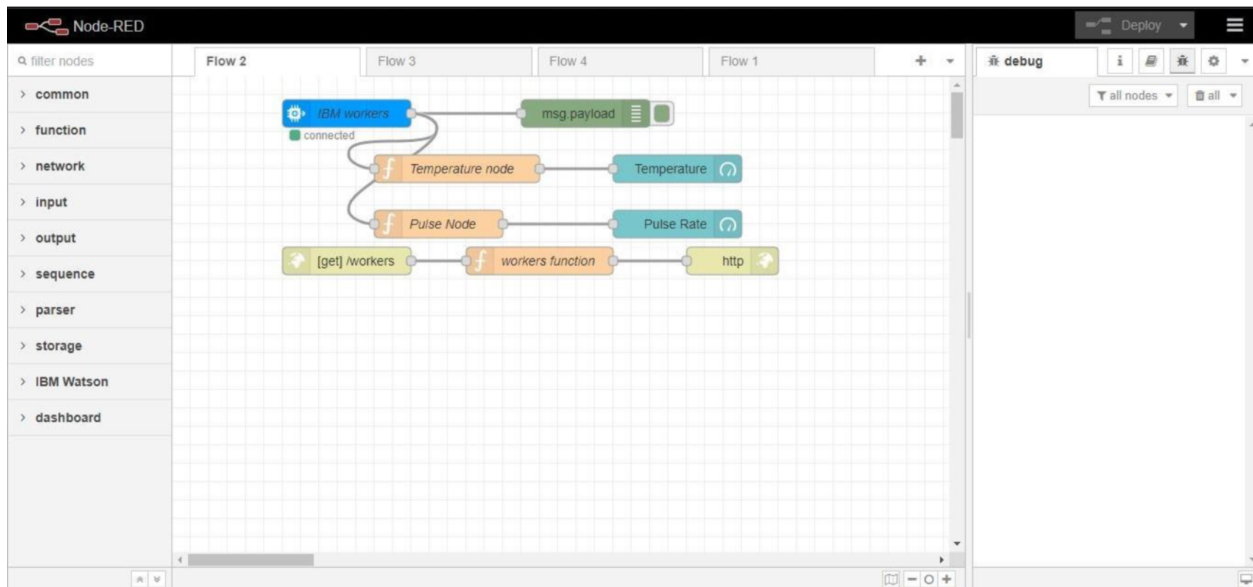 Node-RED
Deploy
filter nodes
Flow 2
Flow 3
Flow 4
Flow 1
debug
i
all nodes
all
common
function
network
input
output
sequence
parser
storage
IBM Watson
dashboard
IBM workers
msg.payload
connected
f Temperature node
Temperature
f Pulse Node
Pulse Rate
[get] /workers
f workers function
http